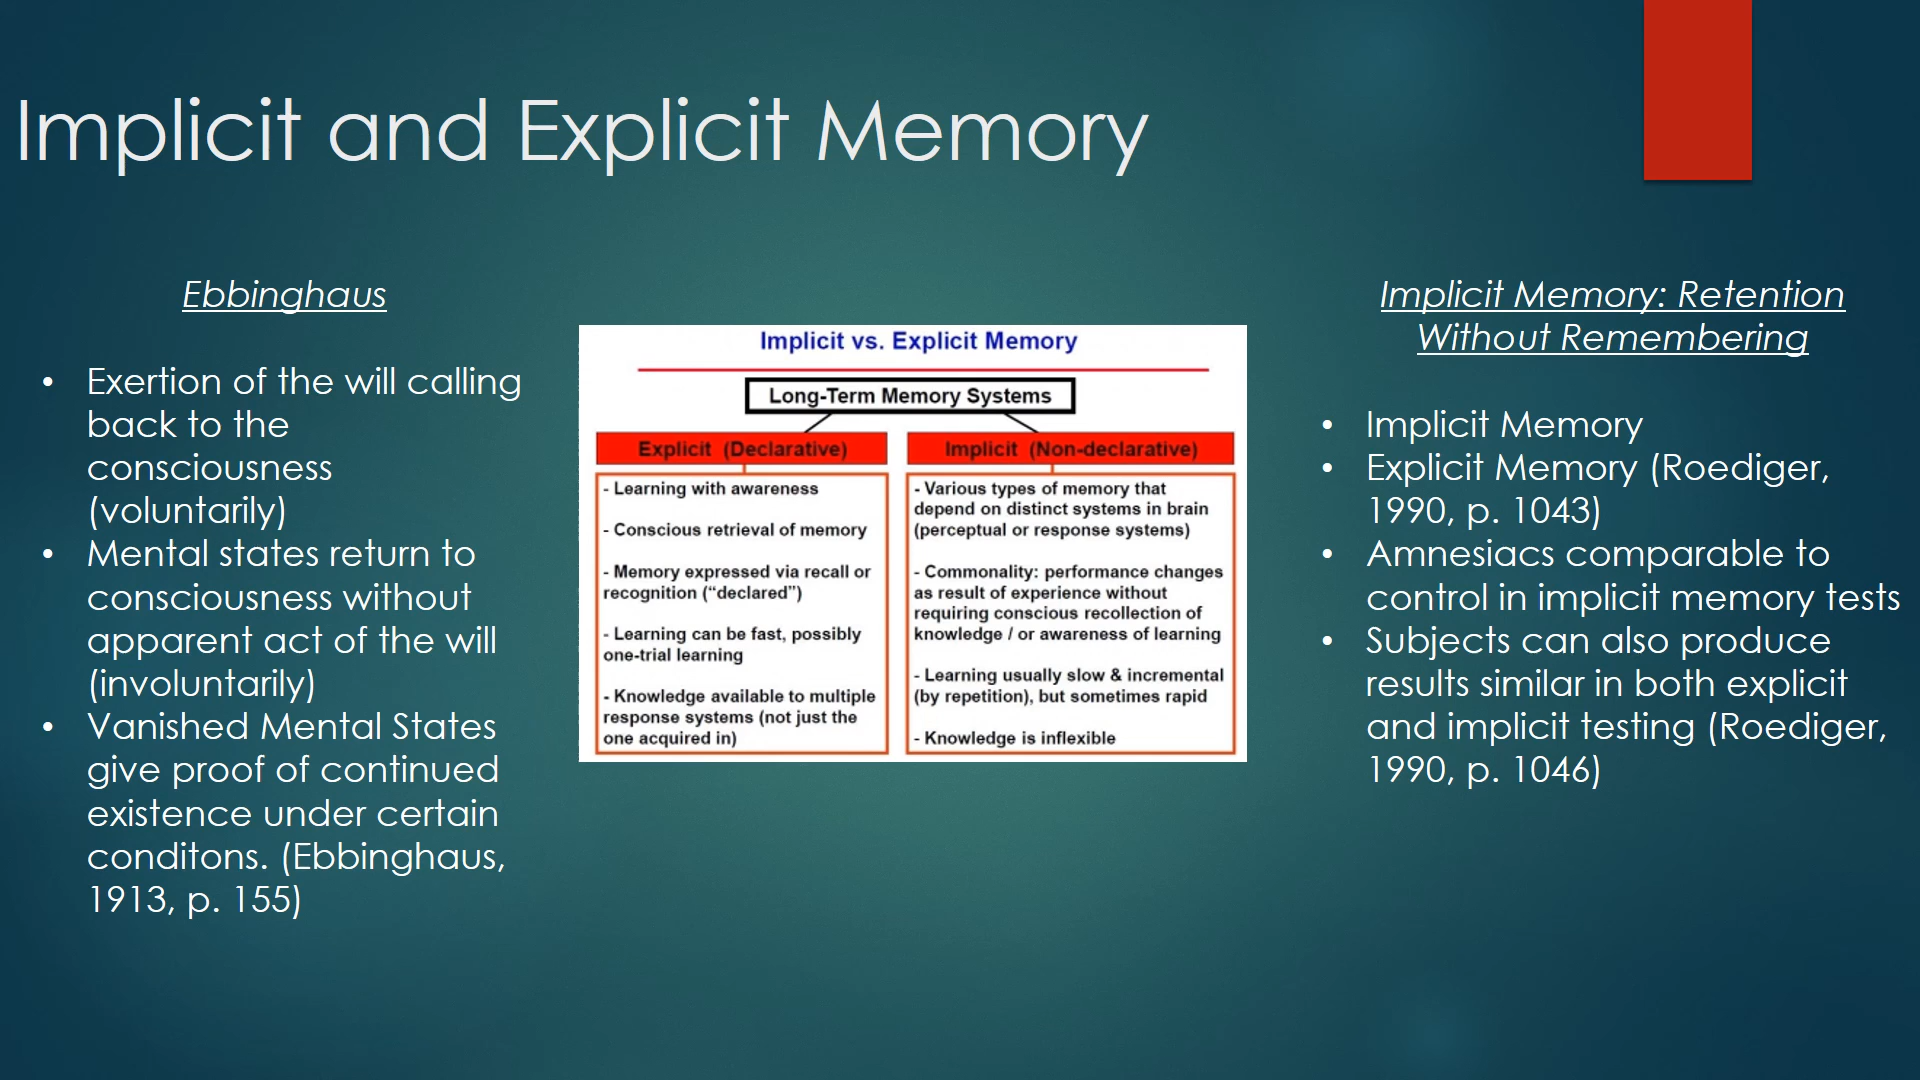 Implicit and Explicit Memory
Ebbinghaus
• Exertion of the will calling
back to the
consciousness
(voluntarily)
• Mental states return to
consciousness without
apparent act of the will
(involuntarily)
• Vanished Mental States
give proof of continued
existence under certain
conditons. (Ebbinghaus,
1913, p. 155)
Implicit vs. Explicit Memory
Long-Term Memory Systems
Explicit (Declarative)
- Learning with awareness
- Conscious retrieval of memory
- Memory expressed via recall or
recognition (“declared”)
- Learning can be fast, possibly
one-trial learning
- Knowledge available to multiple
response systems (not just the
one acquired in)
Implicit (Non-declarative)
- Various types of memory that
depend on distinct systems in brain
(perceptual or response systems)
- Commonality: performance changes
as result of experience without
requiring conscious recollection of
knowledge / or awareness of learning
- Learning usually slow & incremental
(by repetition), but sometimes rapid
- Knowledge is inflexible
Implicit Memory: Retention
Without Remembering
• Implicit Memory
• Explicit Memory (Roediger,
1990, p. 1043)
• Amnesiacs comparable to
control in implicit memory tests
• Subjects can also produce
results similar in both explicit
and implicit testing (Roediger,
1990, p. 1046)